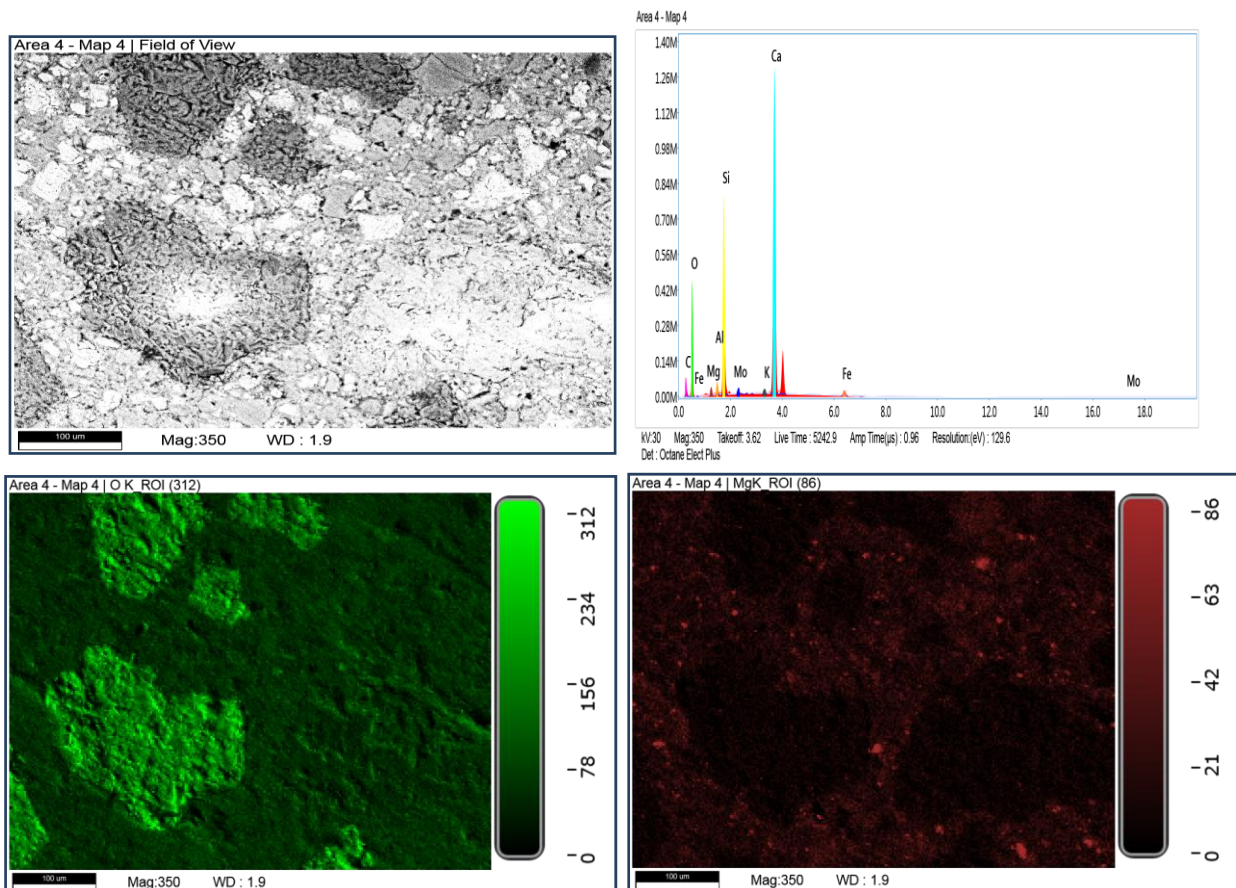 Area 4 - Map 4 | Field of View
100 um Mag:350 WD : 1.9
Area 4 - Map 4
1.40M
1.26M
1.12M
0.98M
0.84M
0.70M
0.56M
0.42M
0.28M
0.14M
0.00M
Ca
Si
O
Al
C
Fe
Mg
Mo
K
Fe
Mo
0.0 2.0 4.0 6.0 8.0 10.0 12.0 14.0 16.0 18.0
kV:30 Mag:350 Takeoff: 3.62 Live Time : 5242.9 Amp Time(µs) : 0.96 Resolution:(eV) : 129.6
Det : Octane Elect Plus
Area 4 - Map 4 | O K_ROI (312)
312
234
156
78
0
100 um Mag:350 WD : 1.9
Area 4 - Map 4 | MgK_ROI (86)
86
63
42
21
0
100 um Mag:350 WD : 1.9